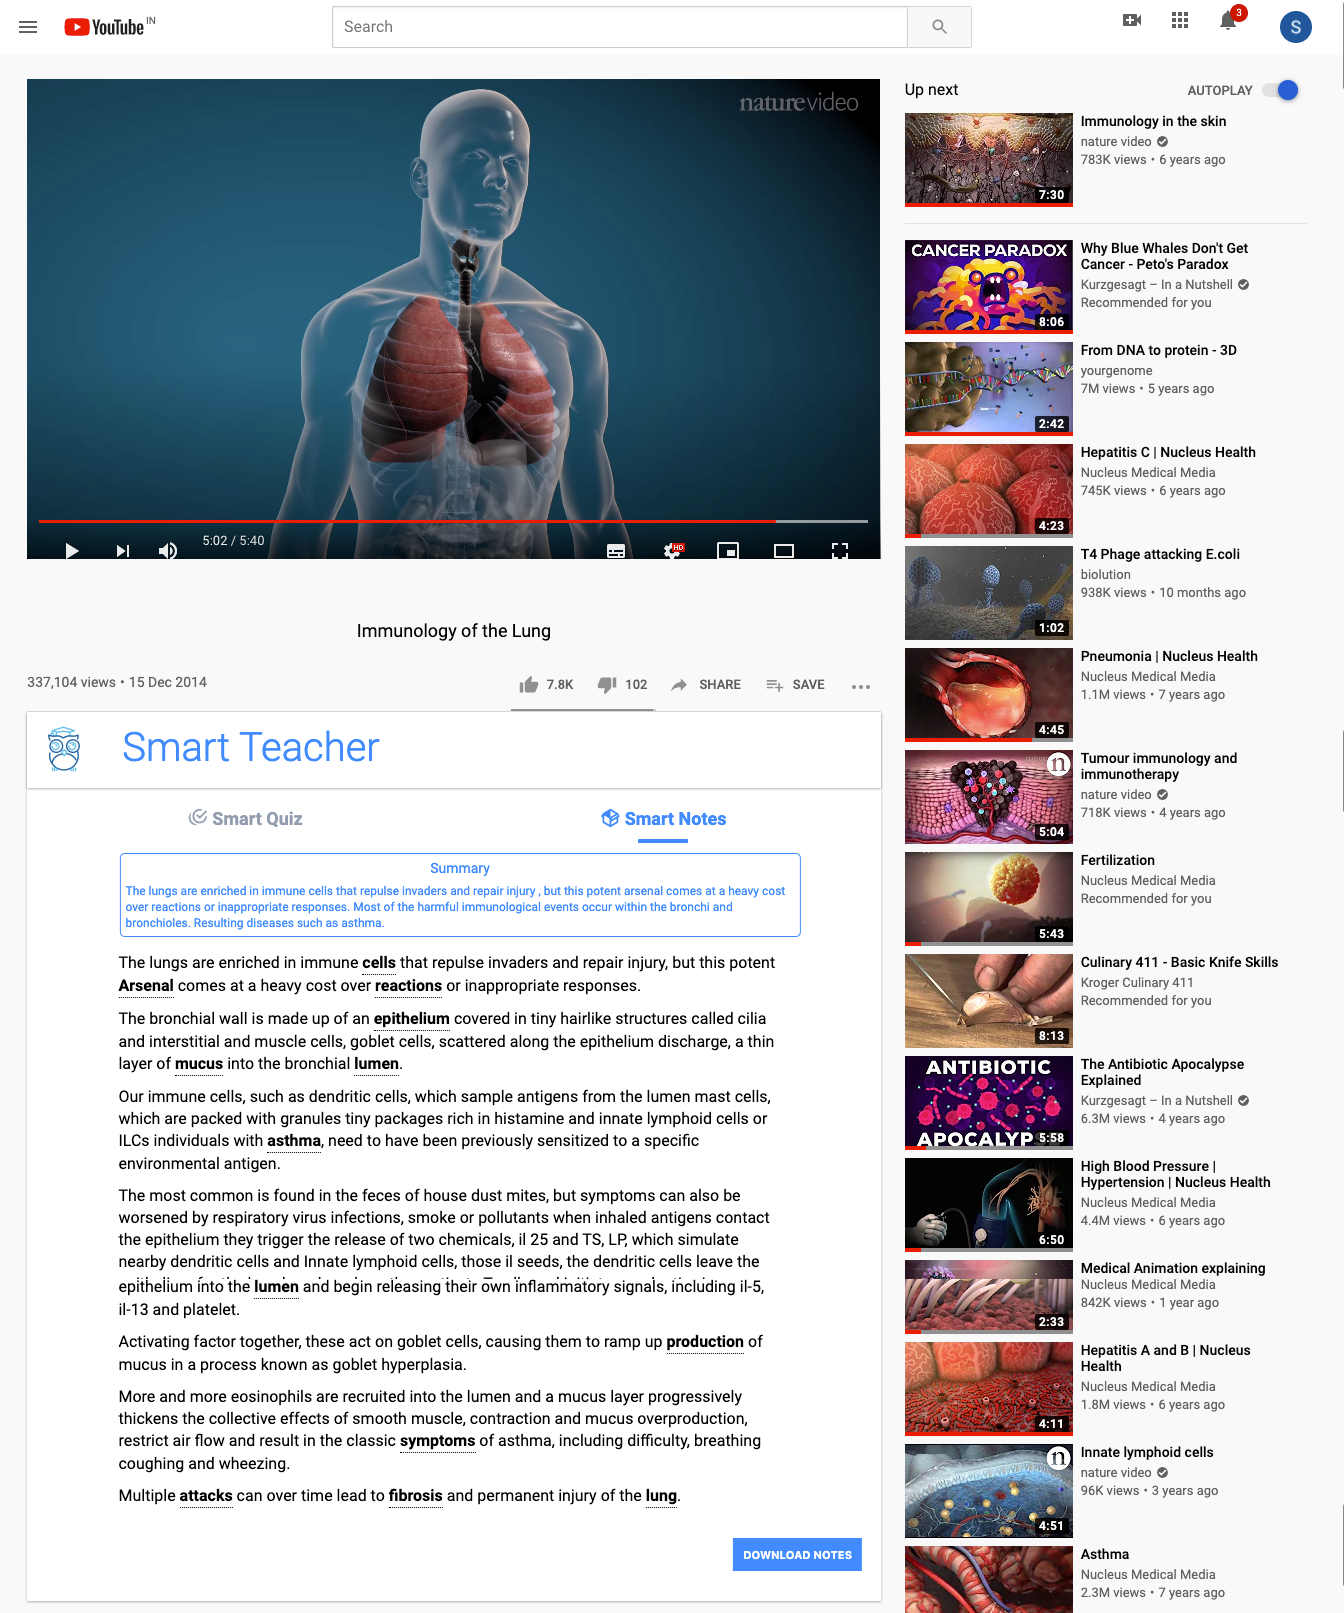 YouTube IN
Search
3
S
nature video
5:02 / 5:40
HD
Immunology of the Lung
337,104 views • 15 Dec 2014
7.8K
102
SHARE
SAVE
Smart Teacher
Smart Quiz
Smart Notes
Summary
The lungs are enriched in immune cells that repulse invaders and repair injury , but this potent arsenal comes at a heavy cost
over reactions or inappropriate responses. Most of the harmful immunological events occur within the bronchi and
bronchioles. Resulting diseases such as asthma.
The lungs are enriched in immune cells that repulse invaders and repair injury, but this potent
Arsenal comes at a heavy cost over reactions or inappropriate responses.
The bronchial wall is made up of an epithelium covered in tiny hairlike structures called cilia
and interstitial and muscle cells, goblet cells, scattered along the epithelium discharge, a thin
layer of mucus into the bronchial lumen.
Our immune cells, such as dendritic cells, which sample antigens from the lumen mast cells,
which are packed with granules tiny packages rich in histamine and innate lymphoid cells or
ILCs individuals with asthma, need to have been previously sensitized to a specific
environmental antigen.
The most common is found in the feces of house dust mites, but symptoms can also be
worsened by respiratory virus infections, smoke or pollutants when inhaled antigens contact
the epithelium they trigger the release of two chemicals, il 25 and TS, LP, which simulate
nearby dendritic cells and Innate lymphoid cells, those il seeds, the dendritic cells leave the
epithelium into the lumen and begin releasing their own inflammatory signals, including il-5,
il-13 and platelet.
Activating factor together, these act on goblet cells, causing them to ramp up production of
mucus in a process known as goblet hyperplasia.
More and more eosinophils are recruited into the lumen and a mucus layer progressively
thickens the collective effects of smooth muscle, contraction and mucus overproduction,
restrict air flow and result in the classic symptoms of asthma, including difficulty, breathing
coughing and wheezing.
Multiple attacks can over time lead to fibrosis and permanent injury of the lung.
DOWNLOAD NOTES
Up next
AUTOPLAY
7:30
Immunology in the skin
nature video
783K views • 6 years ago
CANCER PARADOX
8:06
Why Blue Whales Don't Get
Cancer - Peto's Paradox
Kurzgesagt – In a Nutshell
Recommended for you
2:42
From DNA to protein - 3D
yourgenome
7M views • 5 years ago
4:23
Hepatitis C | Nucleus Health
Nucleus Medical Media
745K views • 6 years ago
1:02
T4 Phage attacking E.coli
biolution
938K views • 10 months ago
4:45
Pneumonia | Nucleus Health
Nucleus Medical Media
1.1M views • 7 years ago
n
5:04
Tumour immunology and
immunotherapy
nature video
718K views • 4 years ago
5:43
Fertilization
Nucleus Medical Media
Recommended for you
8:13
Culinary 411 - Basic Knife Skills
Kroger Culinary 411
Recommended for you
ANTIBIOTIC
APOCALYP
5:58
The Antibiotic Apocalypse
Explained
Kurzgesagt – In a Nutshell
6.3M views • 4 years ago
6:50
High Blood Pressure |
Hypertension | Nucleus Health
Nucleus Medical Media
4.4M views • 6 years ago
2:33
Medical Animation explaining
Nucleus Medical Media
842K views • 1 year ago
4:11
Hepatitis A and B | Nucleus
Health
Nucleus Medical Media
1.8M views • 6 years ago
n
4:51
Innate lymphoid cells
nature video
96K views • 3 years ago
Asthma
Nucleus Medical Media
2.3M views • 7 years ago